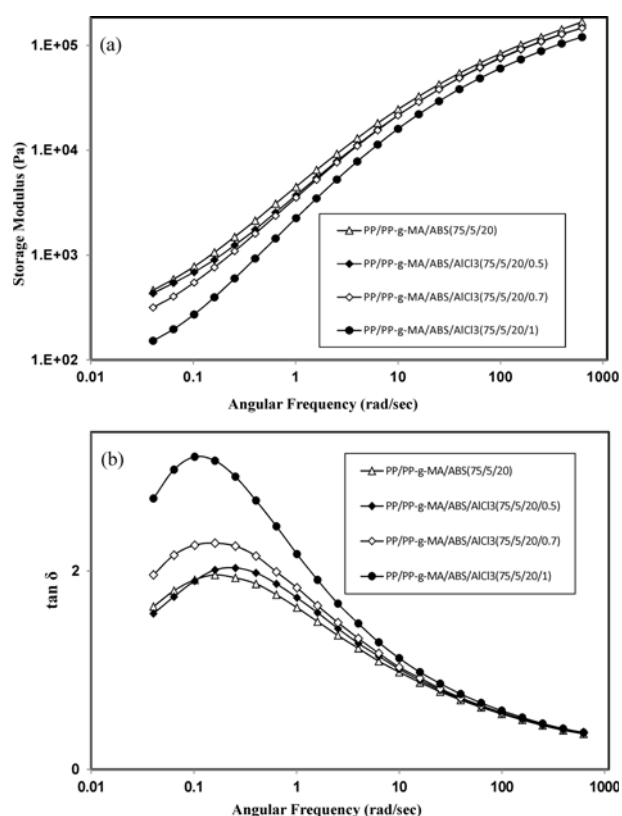 (a)
1.E+05
1.E+04
1.E+03
1.E+02
Storage Modulus (Pa)
PP/PP-g-MA/ABS(75/5/20)
PP/PP-g-MA/ABS/AlCl3(75/5/20/0.5)
PP/PP-g-MA/ABS/AlCl3(75/5/20/0.7)
PP/PP-g-MA/ABS/AlCl3(75/5/20/1)
0.01 0.1 1 10 100 1000
Angular Frequency (rad/sec)
(b)
2
0
tan δ
PP/PP-g-MA/ABS(75/5/20)
PP/PP-g-MA/ABS/AlCl3(75/5/20/0.5)
PP/PP-g-MA/ABS/AlCl3(75/5/20/0.7)
PP/PP-g-MA/ABS/AlCl3(75/5/20/1)
0.01 0.1 1 10 100 1000
Angular Frequency (rad/sec)